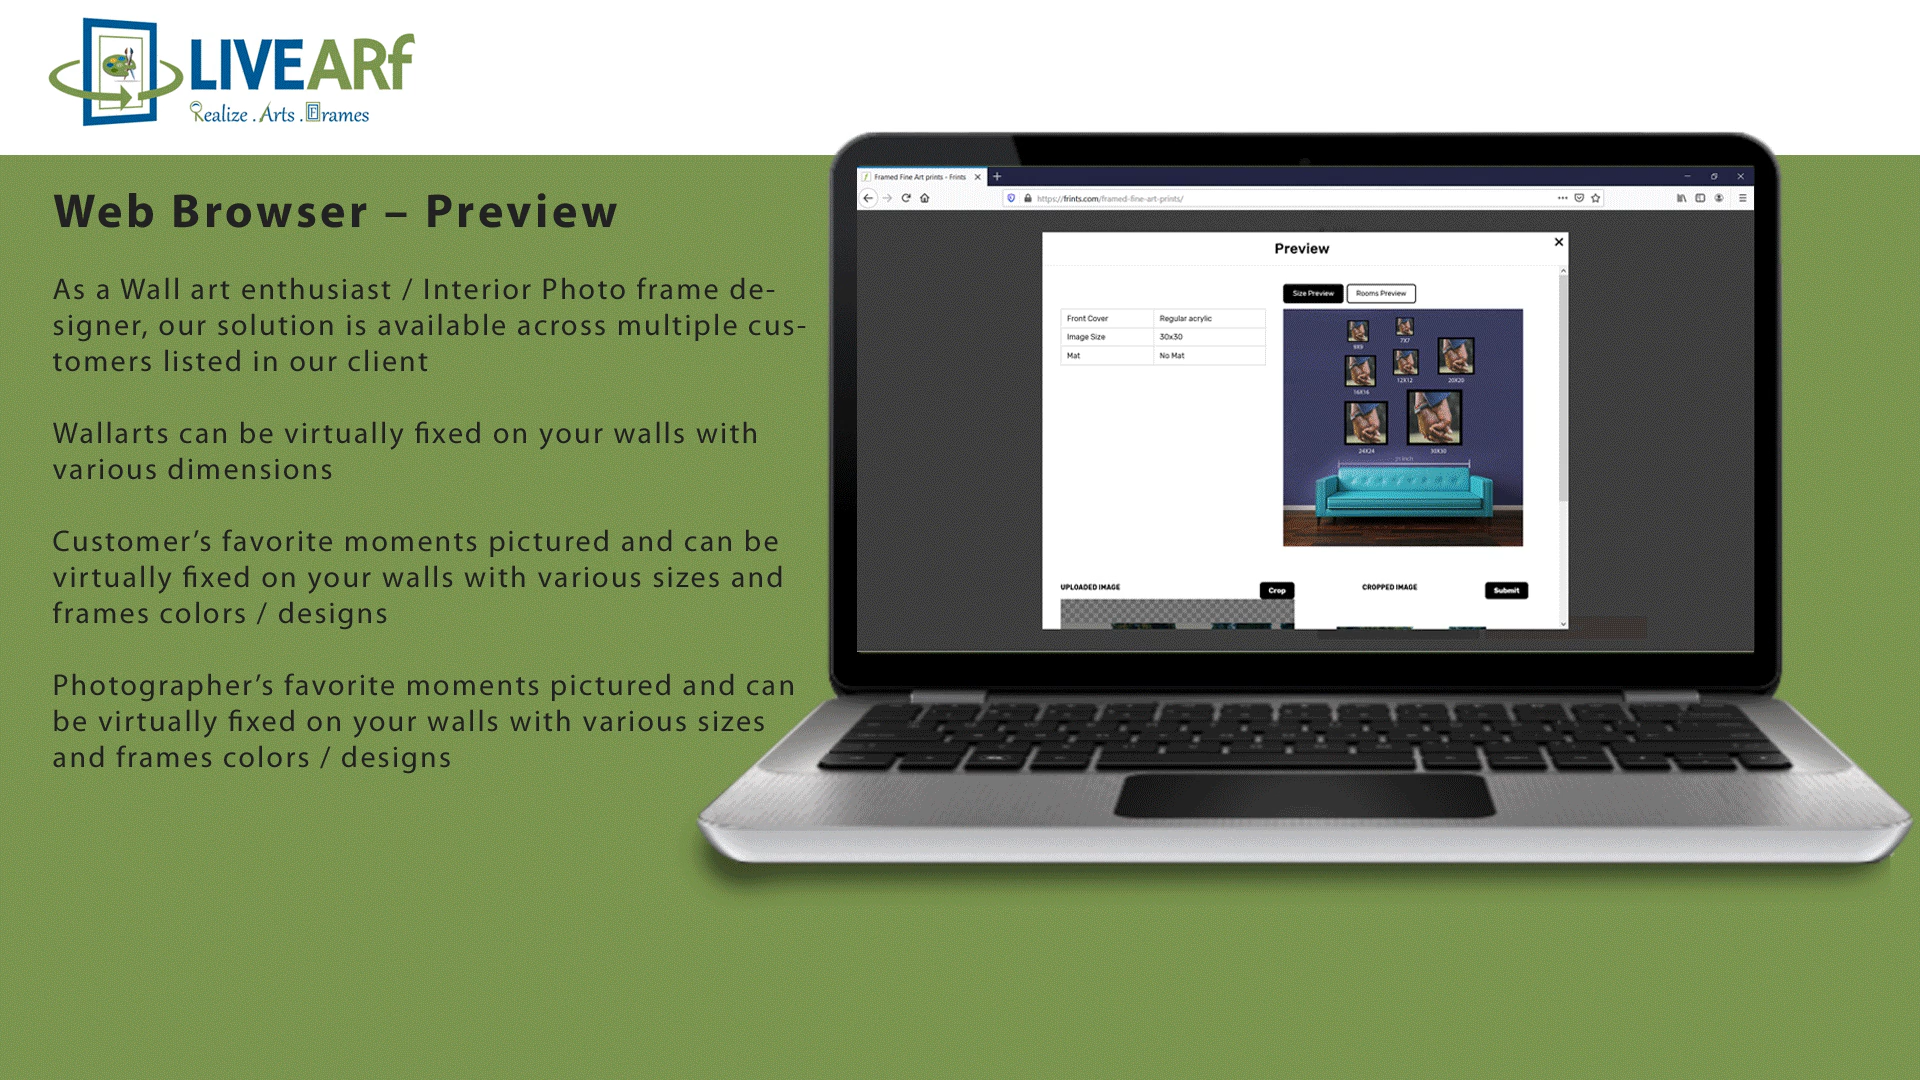 LIVEARf
Realize . Arts . Frames
Web Browser – Preview
As a Wall art enthusiast / Interior Photo frame de-
signer, our solution is available across multiple cus-
tomers listed in our client
Wallarts can be virtually fixed on your walls with
various dimensions
Customer’s favorite moments pictured and can be
virtually fixed on your walls with various sizes and
frames colors / designs
Photographer’s favorite moments pictured and can
be virtually fixed on your walls with various sizes
and frames colors / designs
Framed Fine Art prints - Frints
https://frints.com/framed-fine-art-prints/
Preview
Size Preview
Rooms Preview
Front Cover Regular acrylic
Image Size 30x30
Mat No Mat
7X7
12X12
20X20
16X16
24X24
30X30
UPLOADED IMAGE
Crop
CROPPED IMAGE
Submit